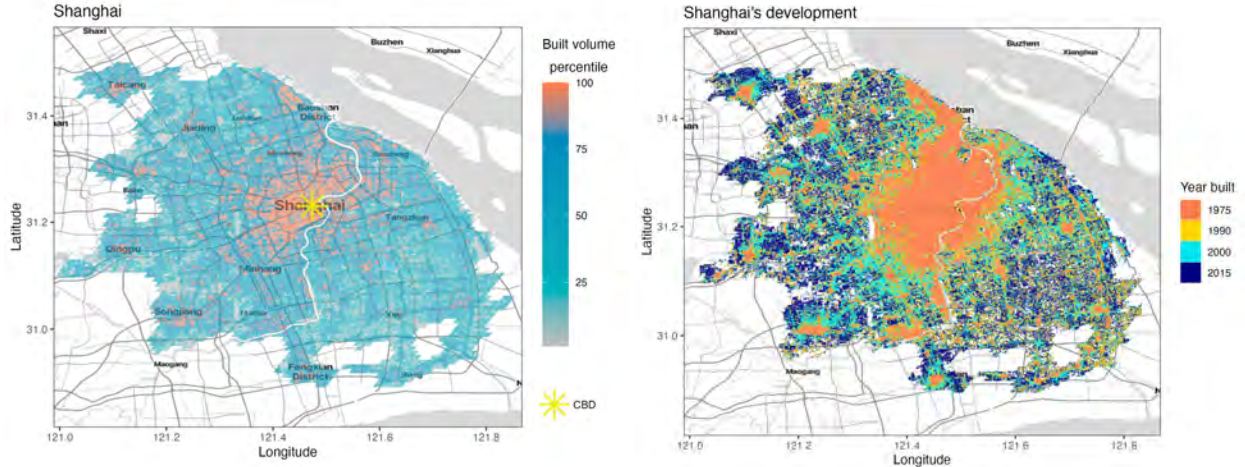 Shanghai
Shaxi
Buzhen
Xianghua
Taicang
Jiading
District
Shanghai
Tangzhen
Qingpu
Minhang
Songjiang
Maogang
Fengxian
District
31.4
31.2
31.0
Latitude
121.0
121.2
121.4
121.6
121.8
Longitude
Built volume
percentile
100
75
50
25
CBD
Shanghai's development
Shaxi
Buzhen
Xianghua
Maogang
31.4
31.2
31.0
Latitude
121.0
121.2
121.4
121.6
121.8
Longitude
Year built
1975
1990
2000
2015